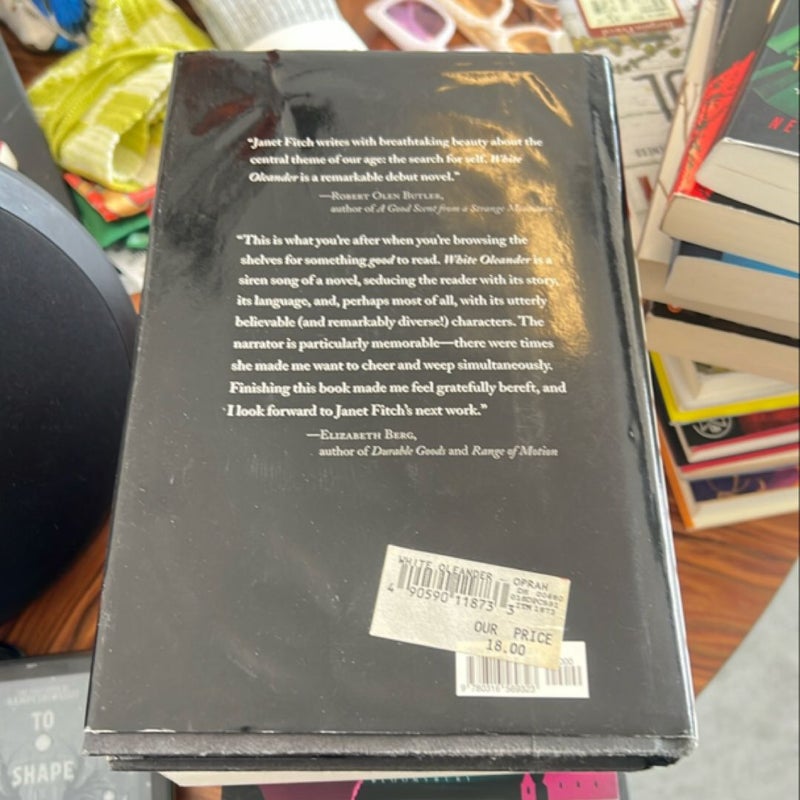 "Janet Fitch writes with breathtaking beauty about the
central theme of our age: the search for self. White
Oleander is a remarkable debut novel."
—ROBERT OLEN BUTLER,
author of A Good Scent from a Strange Mountain
"This is what you're after when you're browsing the
shelves for something good to read. White Oleander is a
siren song of a novel, seducing the reader with its story,
its language, and, perhaps most of all, with its utterly
believable (and remarkably diverse!) characters. The
narrator is particularly memorable—there were times
she made me want to cheer and weep simultaneously.
Finishing this book made me feel gratefully bereft, and
I look forward to Janet Fitch's next work."
—ELIZABETH BERG,
author of Durable Goods and Range of Motion
WHITE OLEANDER - OPRAH
4 90590 11873 3
ITM 1873
OUR PRICE
18.00
9 780316 569323
TO
SHAPE
BLOOMSBURY
NE